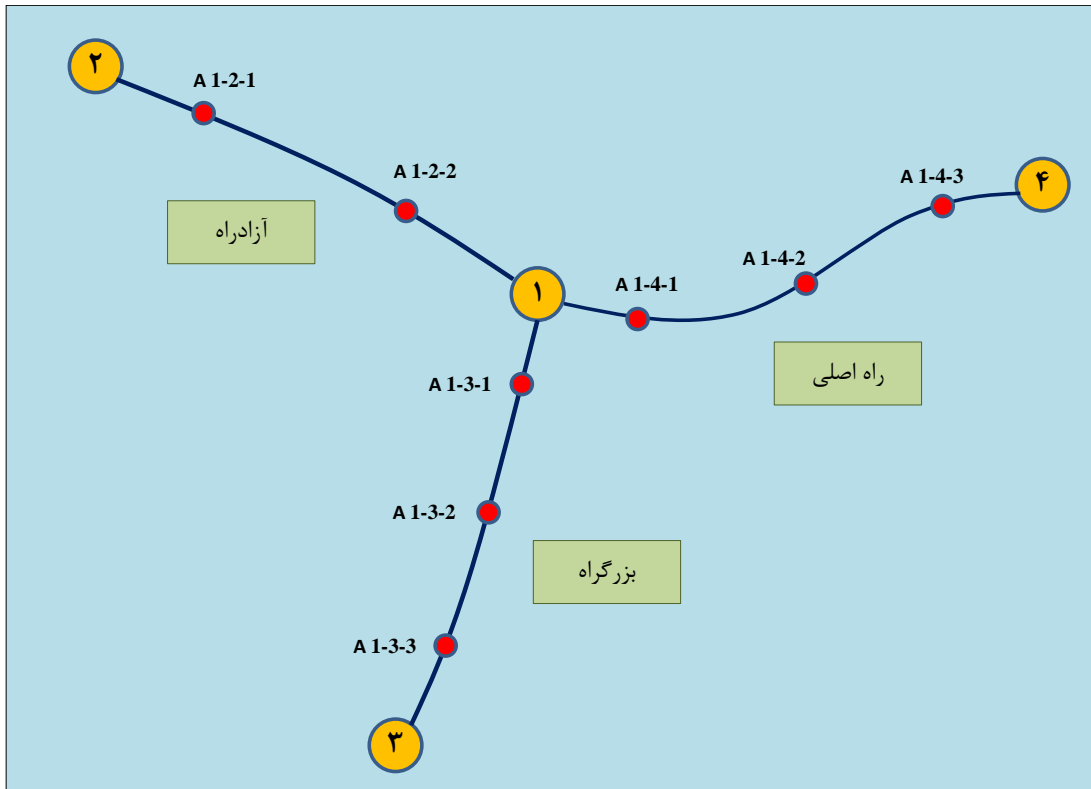 ۲
A 1-2-1
A 1-2-2
آزادراه
A 1-4-3
۴
A 1-4-2
۱
A 1-4-1
راه اصلی
A 1-3-1
A 1-3-2
بزرگراه
A 1-3-3
۳